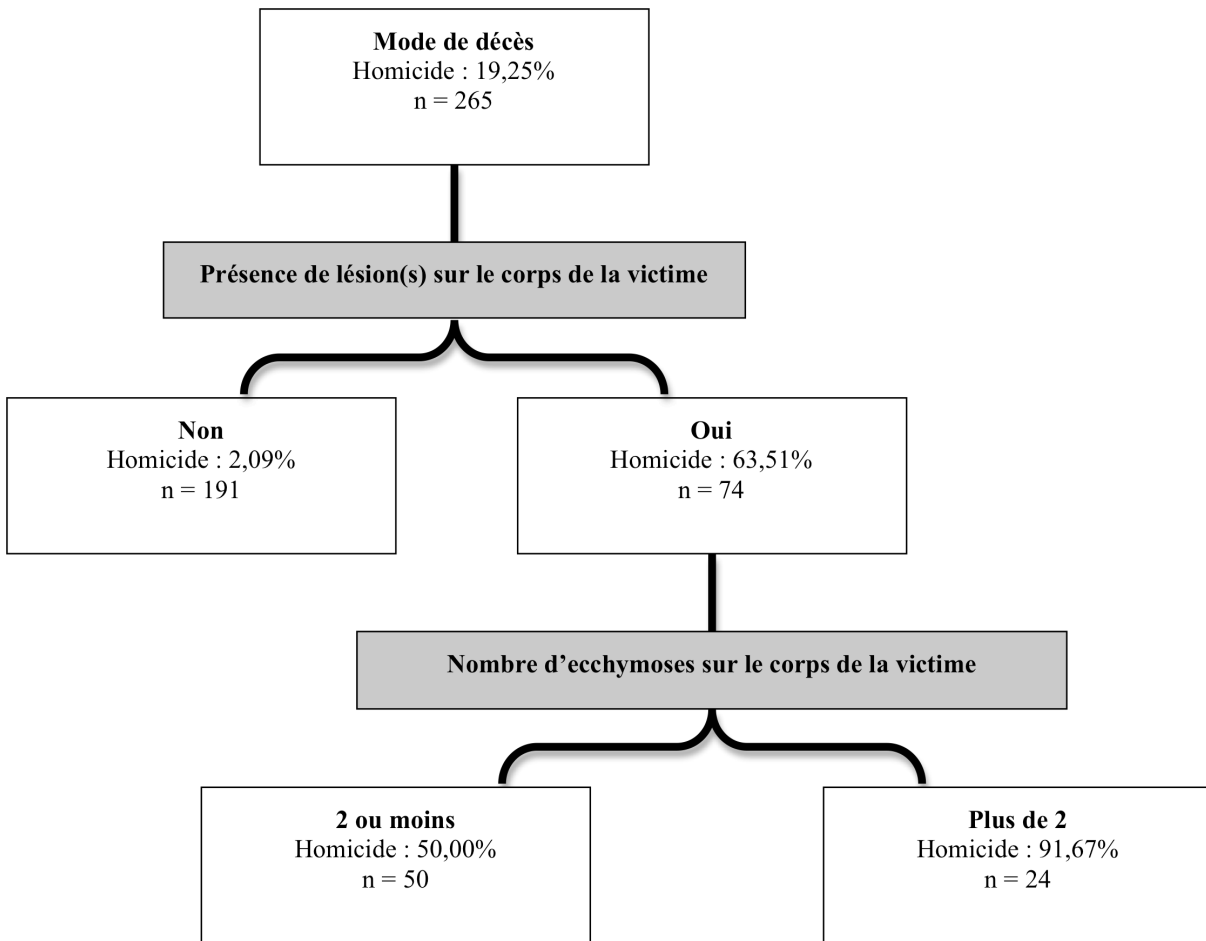 Mode de décès
Homicide : 19,25%
n = 265
Présence de lésion(s) sur le corps de la victime
Non
Homicide : 2,09%
n = 191
Oui
Homicide : 63,51%
n = 74
Nombre d’ecchymoses sur le corps de la victime
2 ou moins
Homicide : 50,00%
n = 50
Plus de 2
Homicide : 91,67%
n = 24